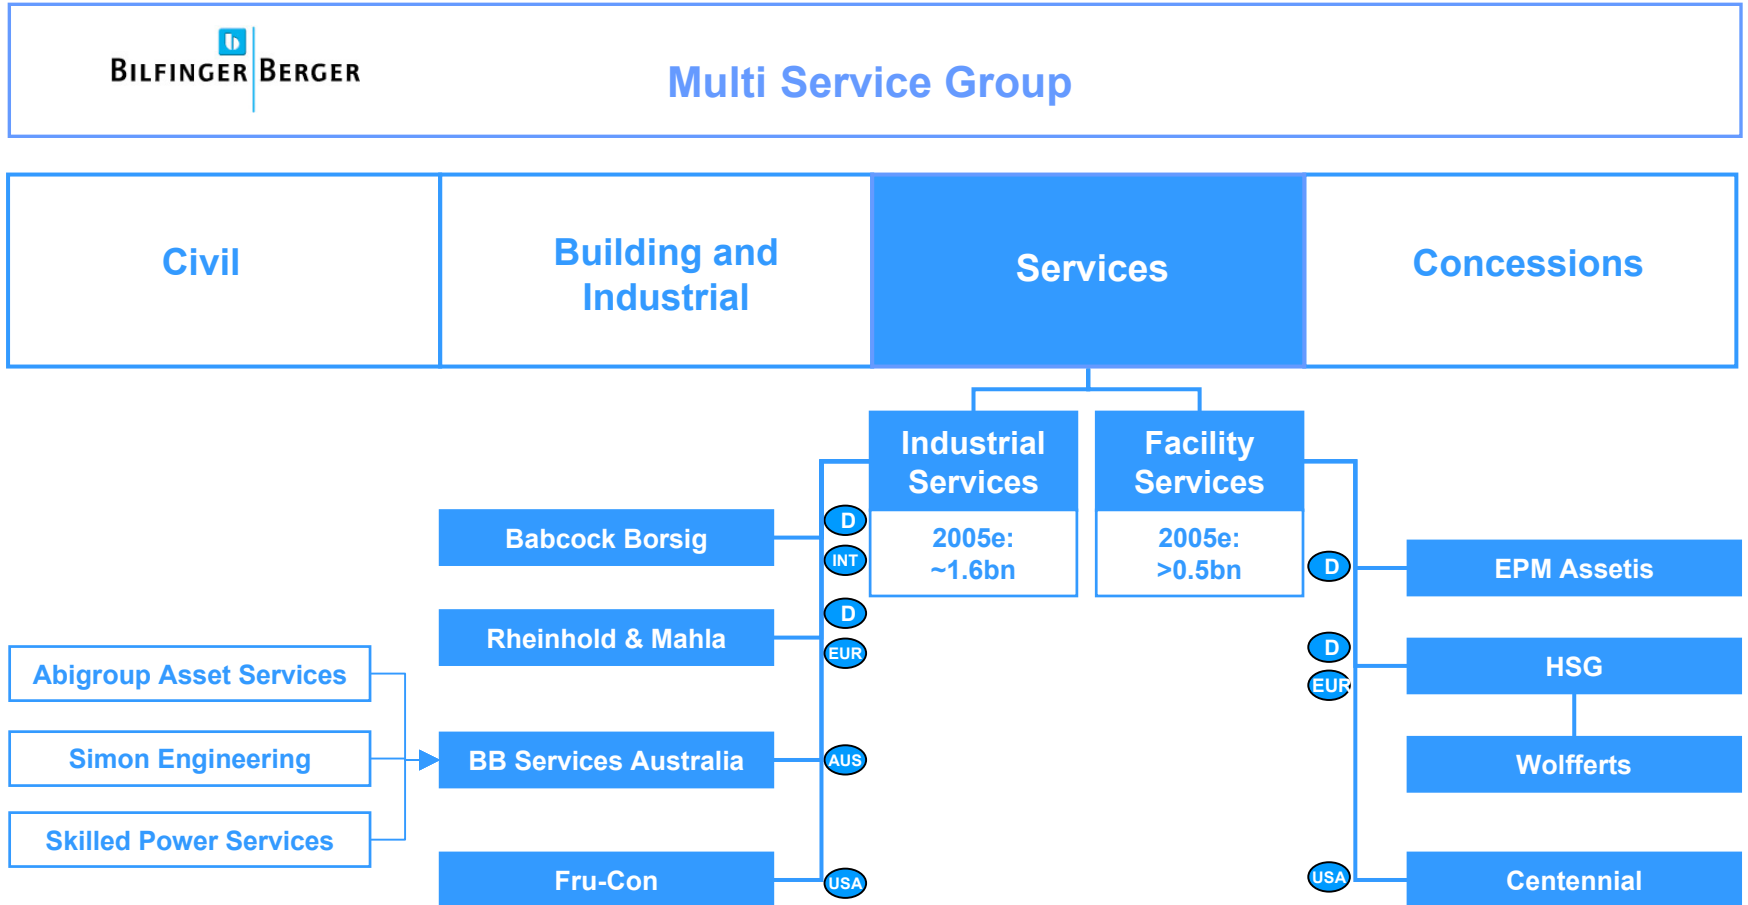 b
BILFINGER BERGER
Multi Service Group
Civil
Building and
Industrial
Services
Concessions
Industrial
Services
2005e:
~1.6bn
Facility
Services
2005e:
>0.5bn
Babcock Borsig
D
INT
Rheinhold & Mahla
D
EUR
Abigroup Asset Services
Simon Engineering
Skilled Power Services
BB Services Australia
AUS
Fru-Con
USA
D
EPM Assetis
D
EUR
HSG
Wolfferts
USA
Centennial